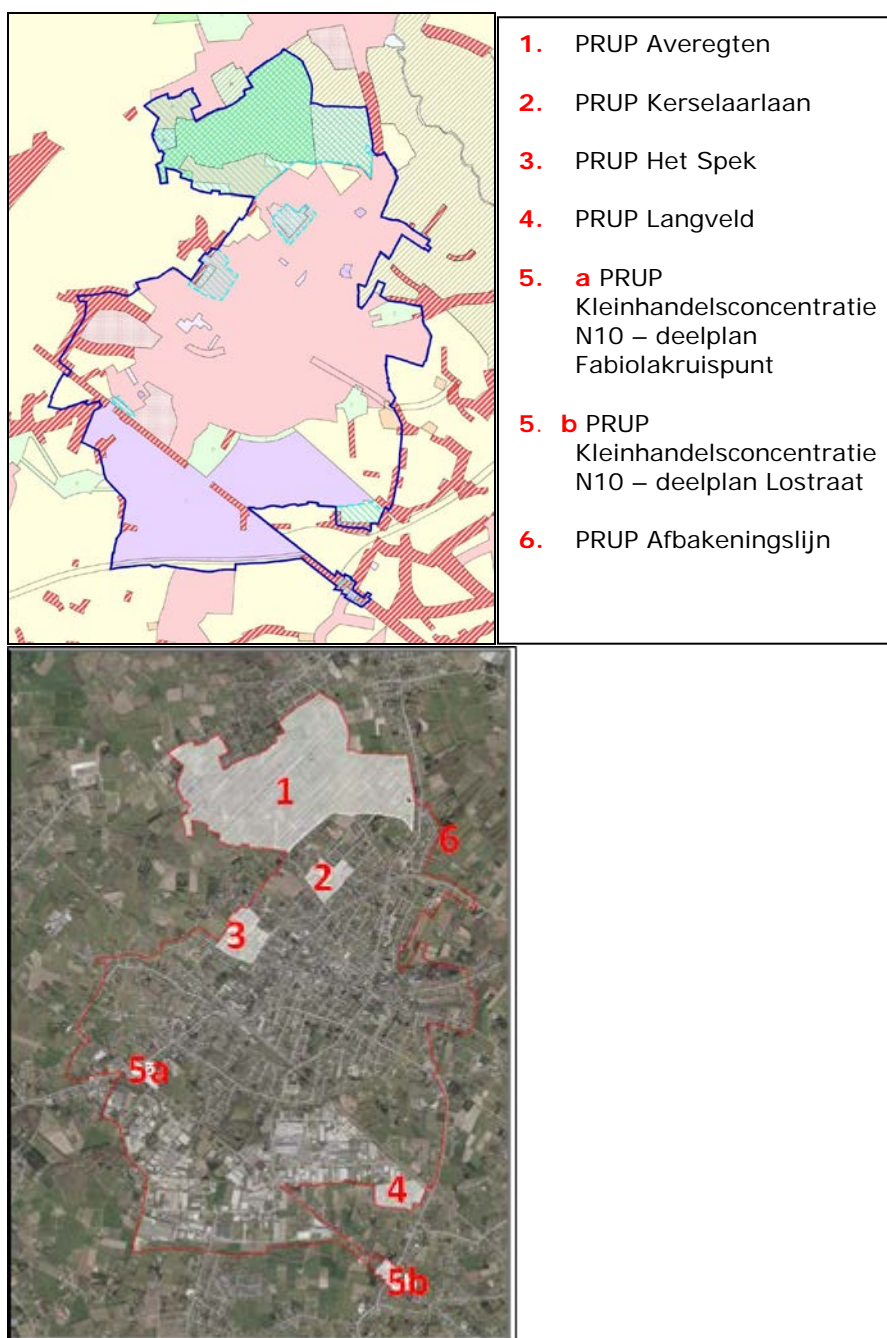 1. PRUP Averegten
2. PRUP Kerselaarlaan
3. PRUP Het Spek
4. PRUP Langveld
5. a PRUP
Kleinhandelsconcentratie
N10 – deelplan
Fabiolakruispunt
5. b PRUP
Kleinhandelsconcentratie
N10 – deelplan Lostraat
6. PRUP Afbakeningslijn
1
6
2
3
5a
4
5b